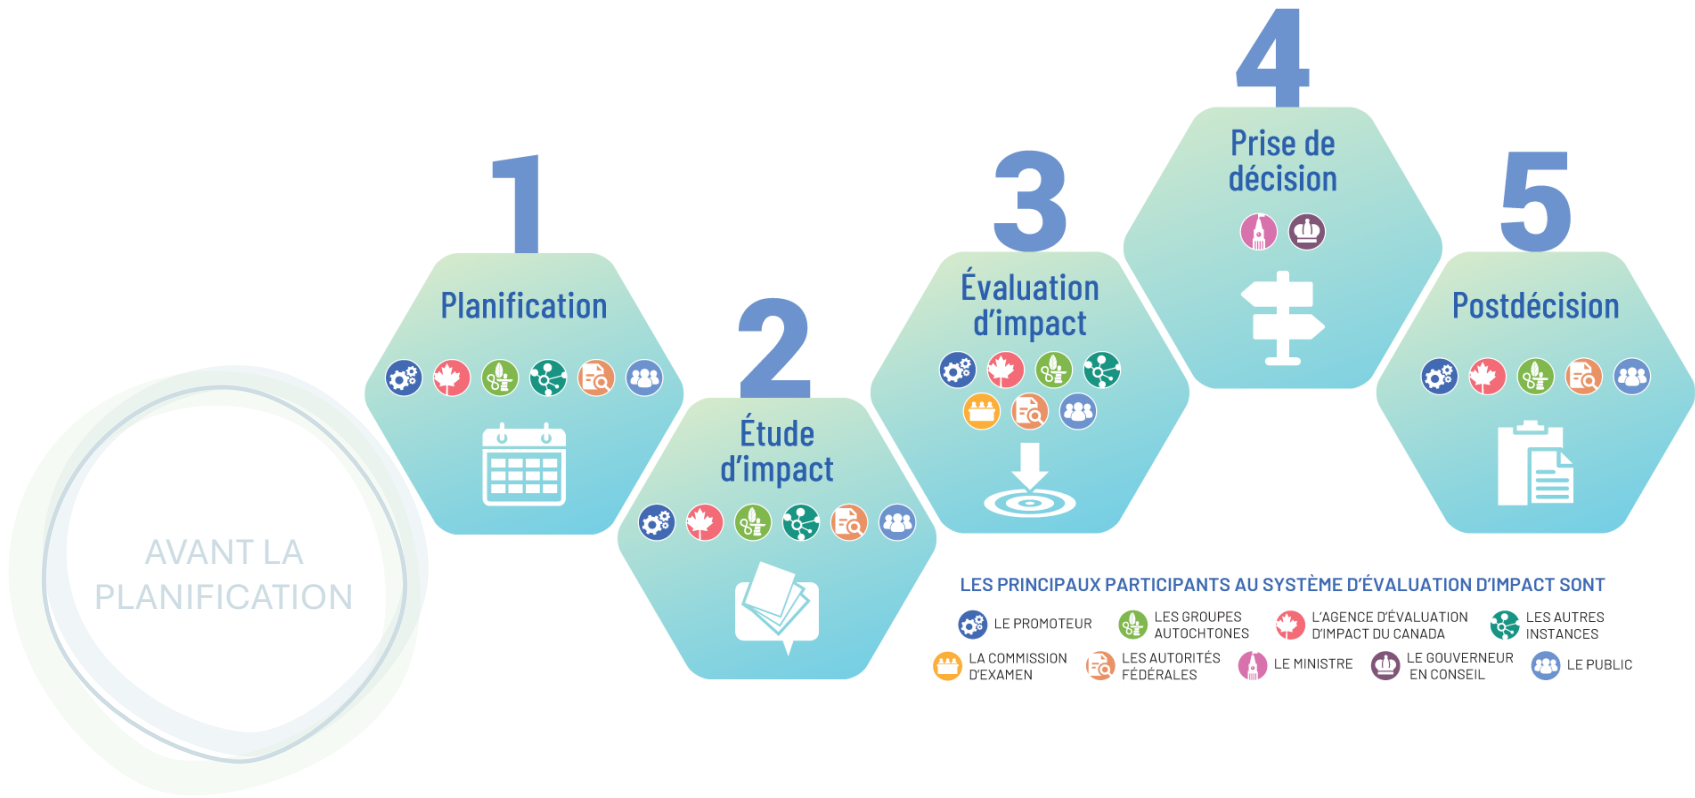 AVANT LA
PLANIFICATION
1
Planification
2
Étude
d’impact
3
Évaluation
d’impact
4
Prise de
décision
5
Postdécision
LES PRINCIPAUX PARTICIPANTS AU SYSTÈME D’ÉVALUATION D’IMPACT SONT
LE PROMOTEUR
LES GROUPES
AUTOCHTONES
L’AGENCE D’ÉVALUATION
D’IMPACT DU CANADA
LES AUTRES
INSTANCES
LA COMMISSION
D’EXAMEN
LES AUTORITÉS
FÉDÉRALES
LE MINISTRE
LE GOUVERNEUR
EN CONSEIL
LE PUBLIC